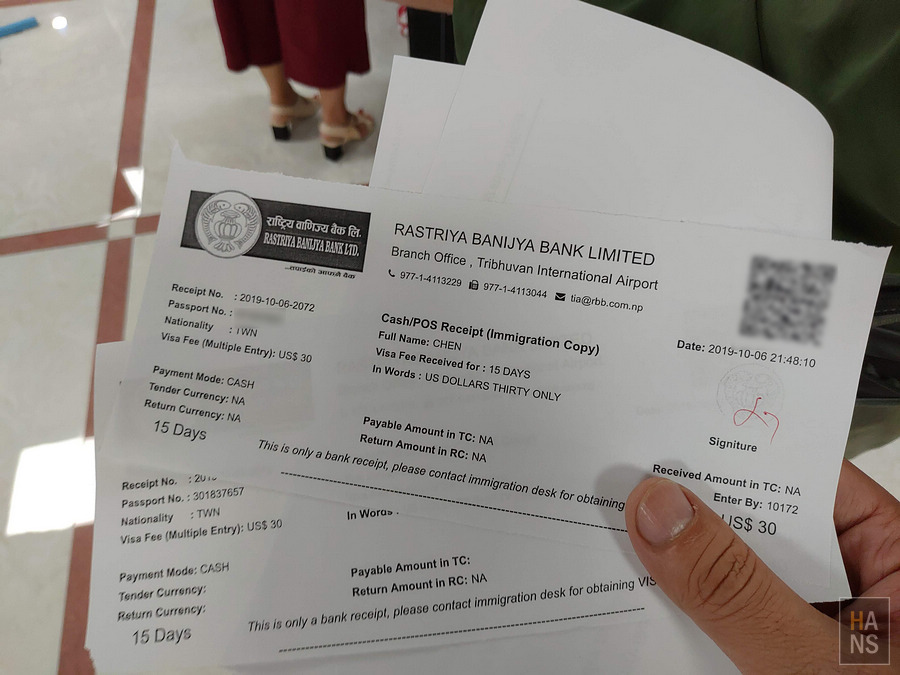 राष्ट्रिय वाणिज्य बैंक लि.
RASTRIYA BANIJYA BANK LTD.
...तपाईंको आफ्नै बैंक
RASTRIYA BANIJYA BANK LIMITED
Branch Office , Tribhuvan International Airport
977-1-4113229 977-1-4113044 tia@rbb.com.np
Receipt No. : 2019-10-06-2072
Passport No. :
Nationality : TWN
Visa Fee (Multiple Entry): US$ 30
Cash/POS Receipt (Immigration Copy)
Full Name: CHEN
Visa Fee Received for : 15 DAYS
In Words : US DOLLARS THIRTY ONLY
Date: 2019-10-06 21:48:10
Payment Mode: CASH
Tender Currency: NA
Return Currency: NA
15 Days
Payable Amount in TC: NA
Return Amount in RC: NA
Signiture
Received Amount in TC: NA
Enter By: 10172
US$ 30
This is only a bank receipt, please contact immigration desk for obtaining
Receipt No. :
Passport No. : 301837657
Nationality : TWN
Visa Fee (Multiple Entry): US$ 30
In Words :
Payment Mode: CASH
Tender Currency:
Return Currency:
15 Days
Payable Amount in TC:
Return Amount in RC: NA
This is only a bank receipt, please contact immigration desk for obtaining
HANS